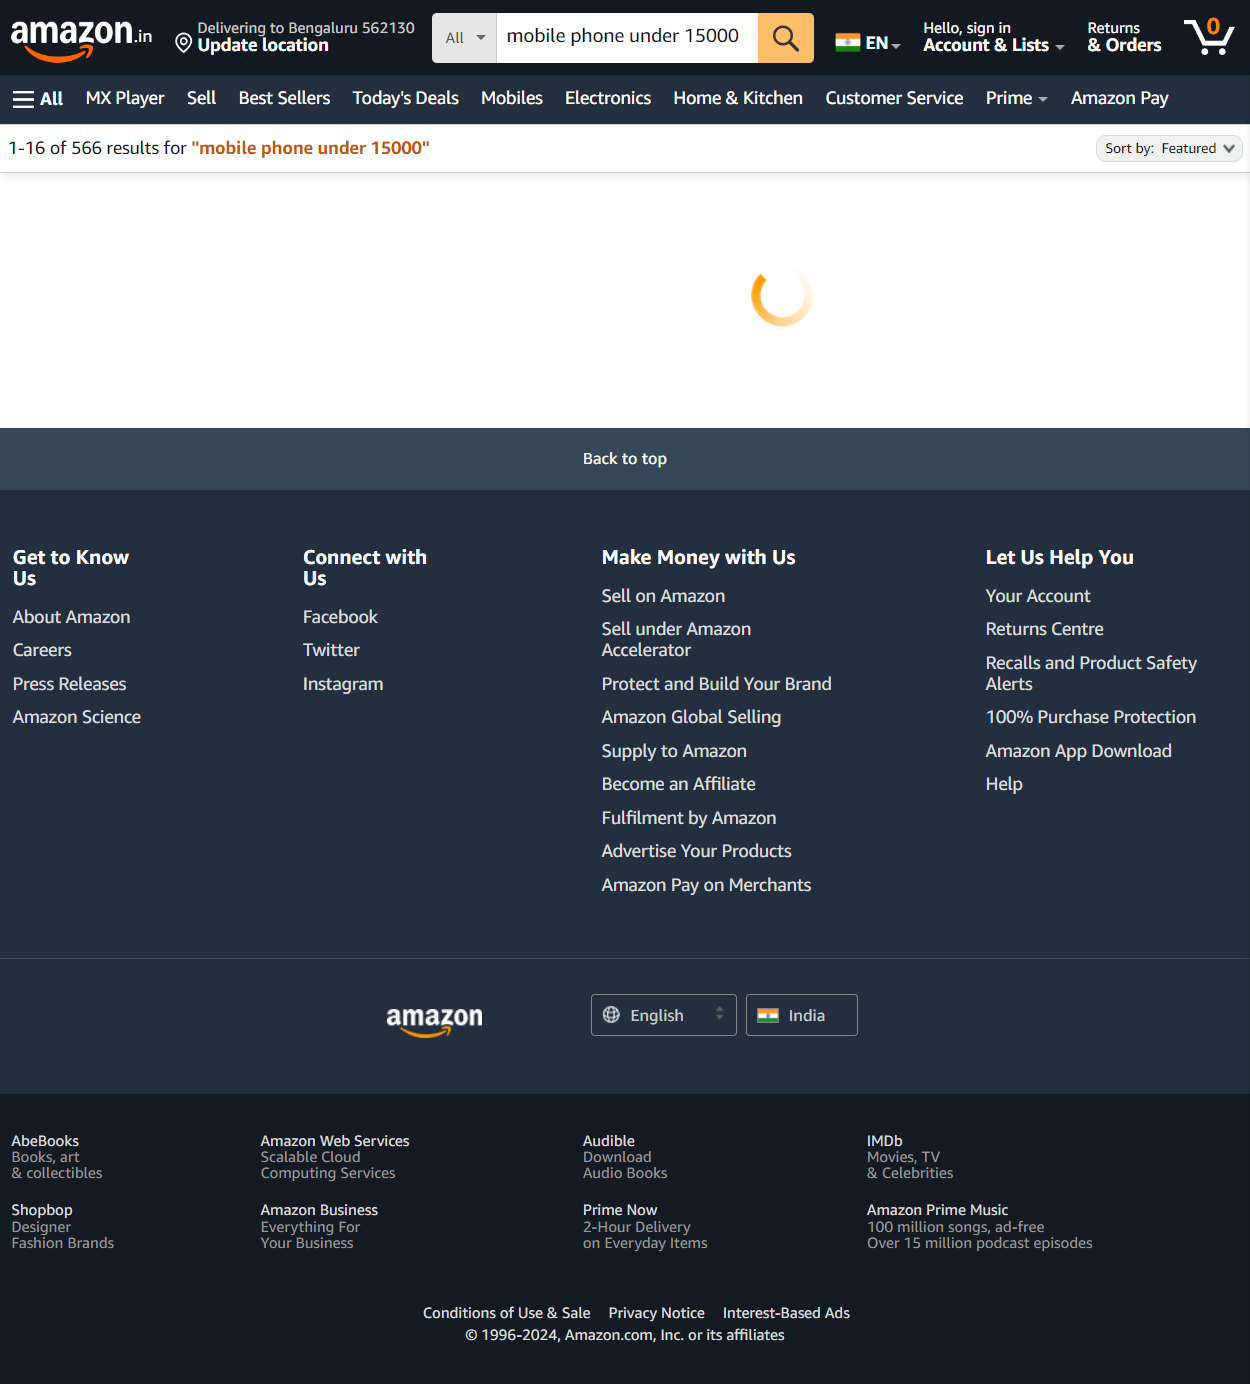 amazon.in
Delivering to Bengaluru 562130
Update location
All
mobile phone under 15000
EN
Hello, sign in
Account & Lists
Returns
& Orders
0
All MX Player Sell Best Sellers Today's Deals Mobiles Electronics Home & Kitchen Customer Service Prime Amazon Pay
1-16 of 566 results for "mobile phone under 15000"
Sort by: Featured
Back to top
Get to Know
Us
About Amazon
Careers
Press Releases
Amazon Science
Connect with
Us
Facebook
Twitter
Instagram
Make Money with Us
Sell on Amazon
Sell under Amazon
Accelerator
Protect and Build Your Brand
Amazon Global Selling
Supply to Amazon
Become an Affiliate
Fulfilment by Amazon
Advertise Your Products
Amazon Pay on Merchants
Let Us Help You
Your Account
Returns Centre
Recalls and Product Safety
Alerts
100% Purchase Protection
Amazon App Download
Help
amazon
English
India
AbeBooks
Books, art
& collectibles
Amazon Web Services
Scalable Cloud
Computing Services
Audible
Download
Audio Books
IMDb
Movies, TV
& Celebrities
Shopbop
Designer
Fashion Brands
Amazon Business
Everything For
Your Business
Prime Now
2-Hour Delivery
on Everyday Items
Amazon Prime Music
100 million songs, ad-free
Over 15 million podcast episodes
Conditions of Use & Sale Privacy Notice Interest-Based Ads
© 1996-2024, Amazon.com, Inc. or its affiliates